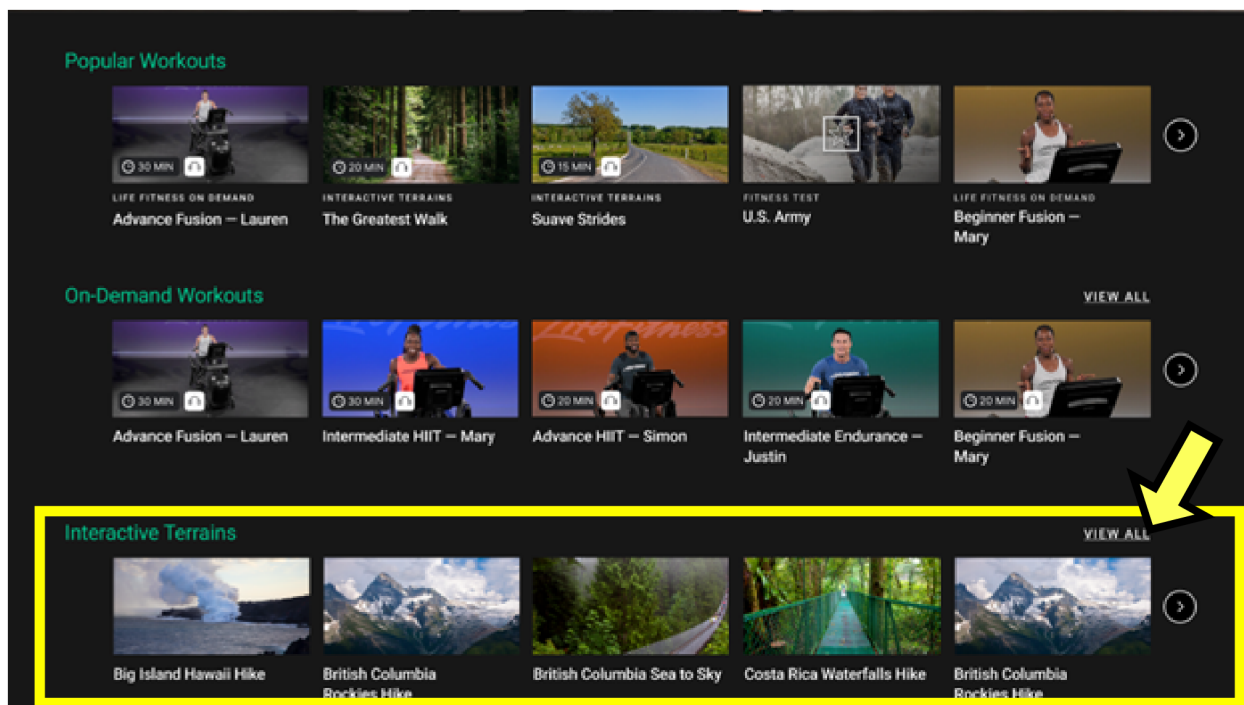 Popular Workouts
30 MIN
20 MIN
15 MIN
LIFE FITNESS ON DEMAND
INTERACTIVE TERRAINS
INTERACTIVE TERRAINS
FITNESS TEST
LIFE FITNESS ON DEMAND
Advance Fusion — Lauren
The Greatest Walk
Suave Strides
U.S. Army
Beginner Fusion —
Mary
On-Demand Workouts
VIEW ALL
LifeFitness
30 MIN
30 MIN
20 MIN
20 MIN
20 MIN
Advance Fusion — Lauren
Intermediate HIIT — Mary
Advance HIIT — Simon
Intermediate Endurance —
Justin
Beginner Fusion —
Mary
Interactive Terrains
VIEW ALL
Big Island Hawaii Hike
British Columbia
Rockies Hike
British Columbia Sea to Sky
Costa Rica Waterfalls Hike
British Columbia
Rockies Hike